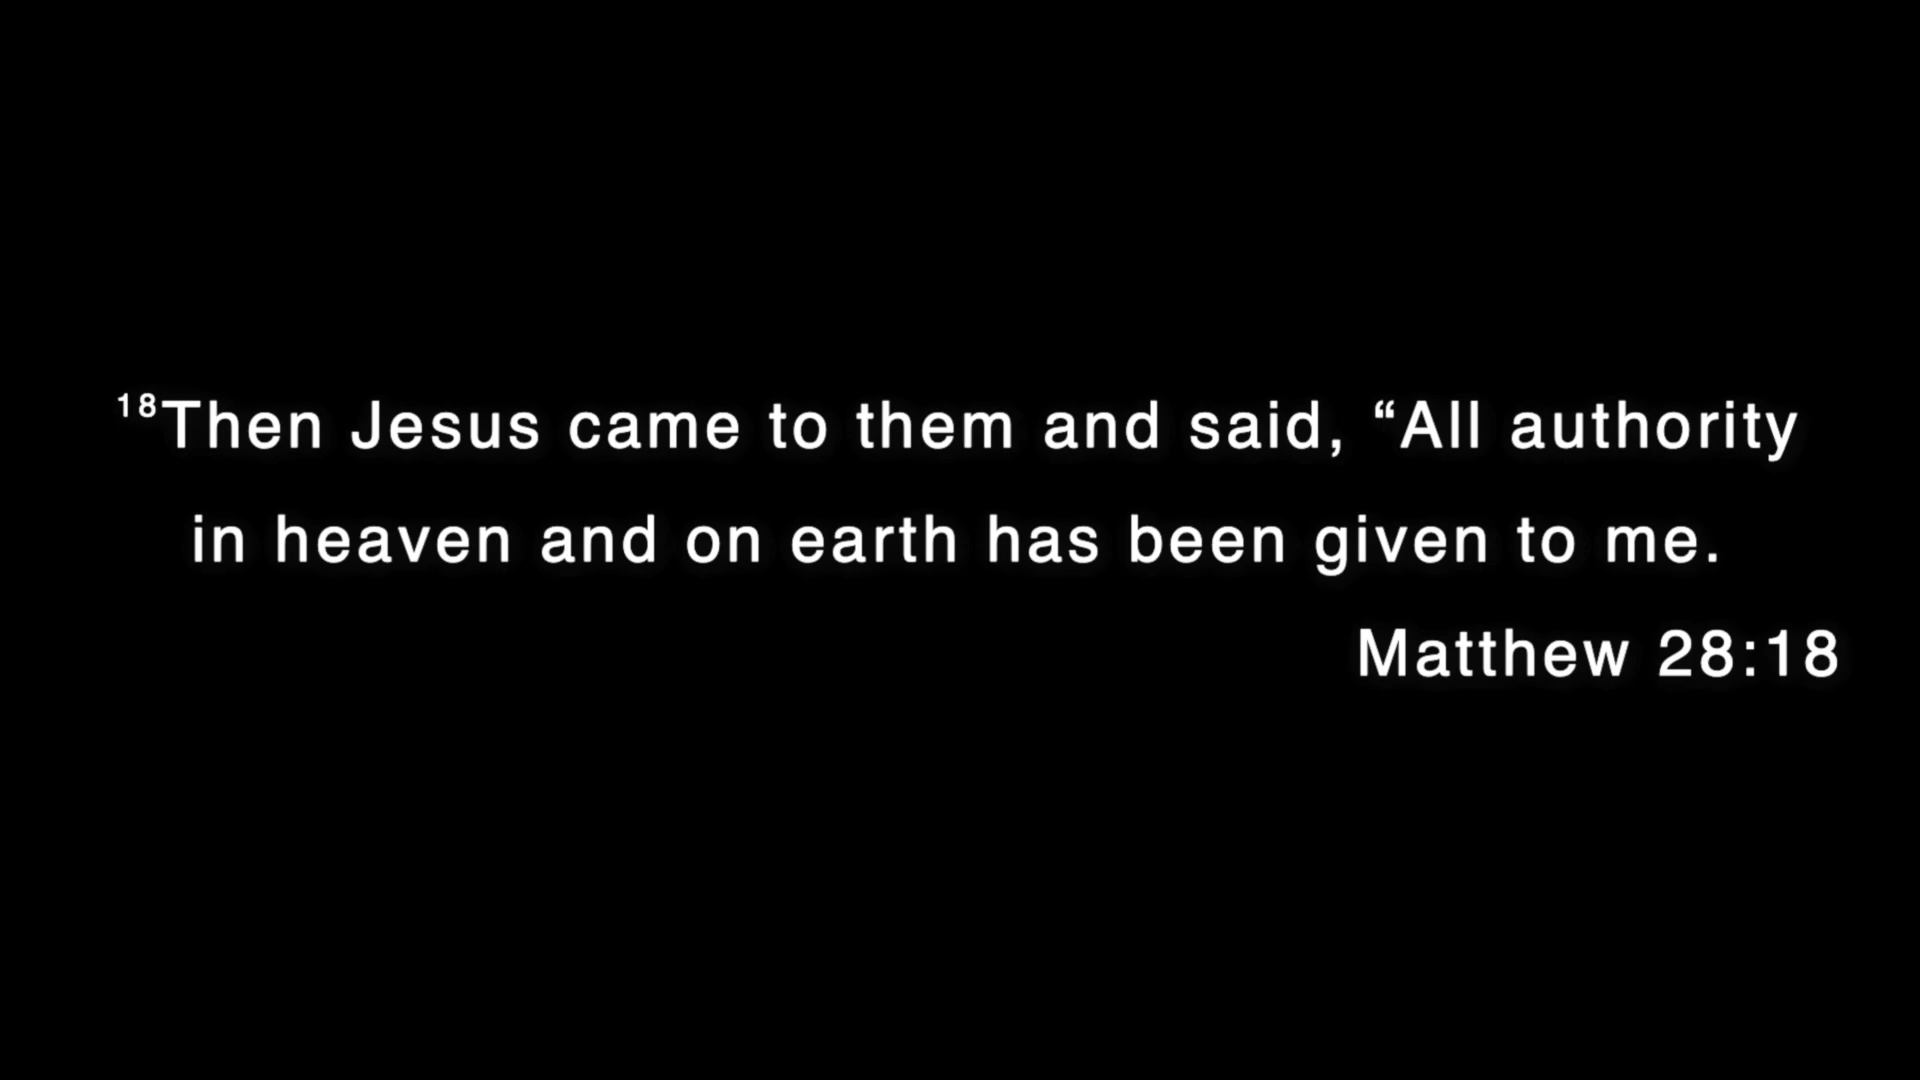 ¹⁸Then Jesus came to them and said, “All authority
in heaven and on earth has been given to me.
Matthew 28:18